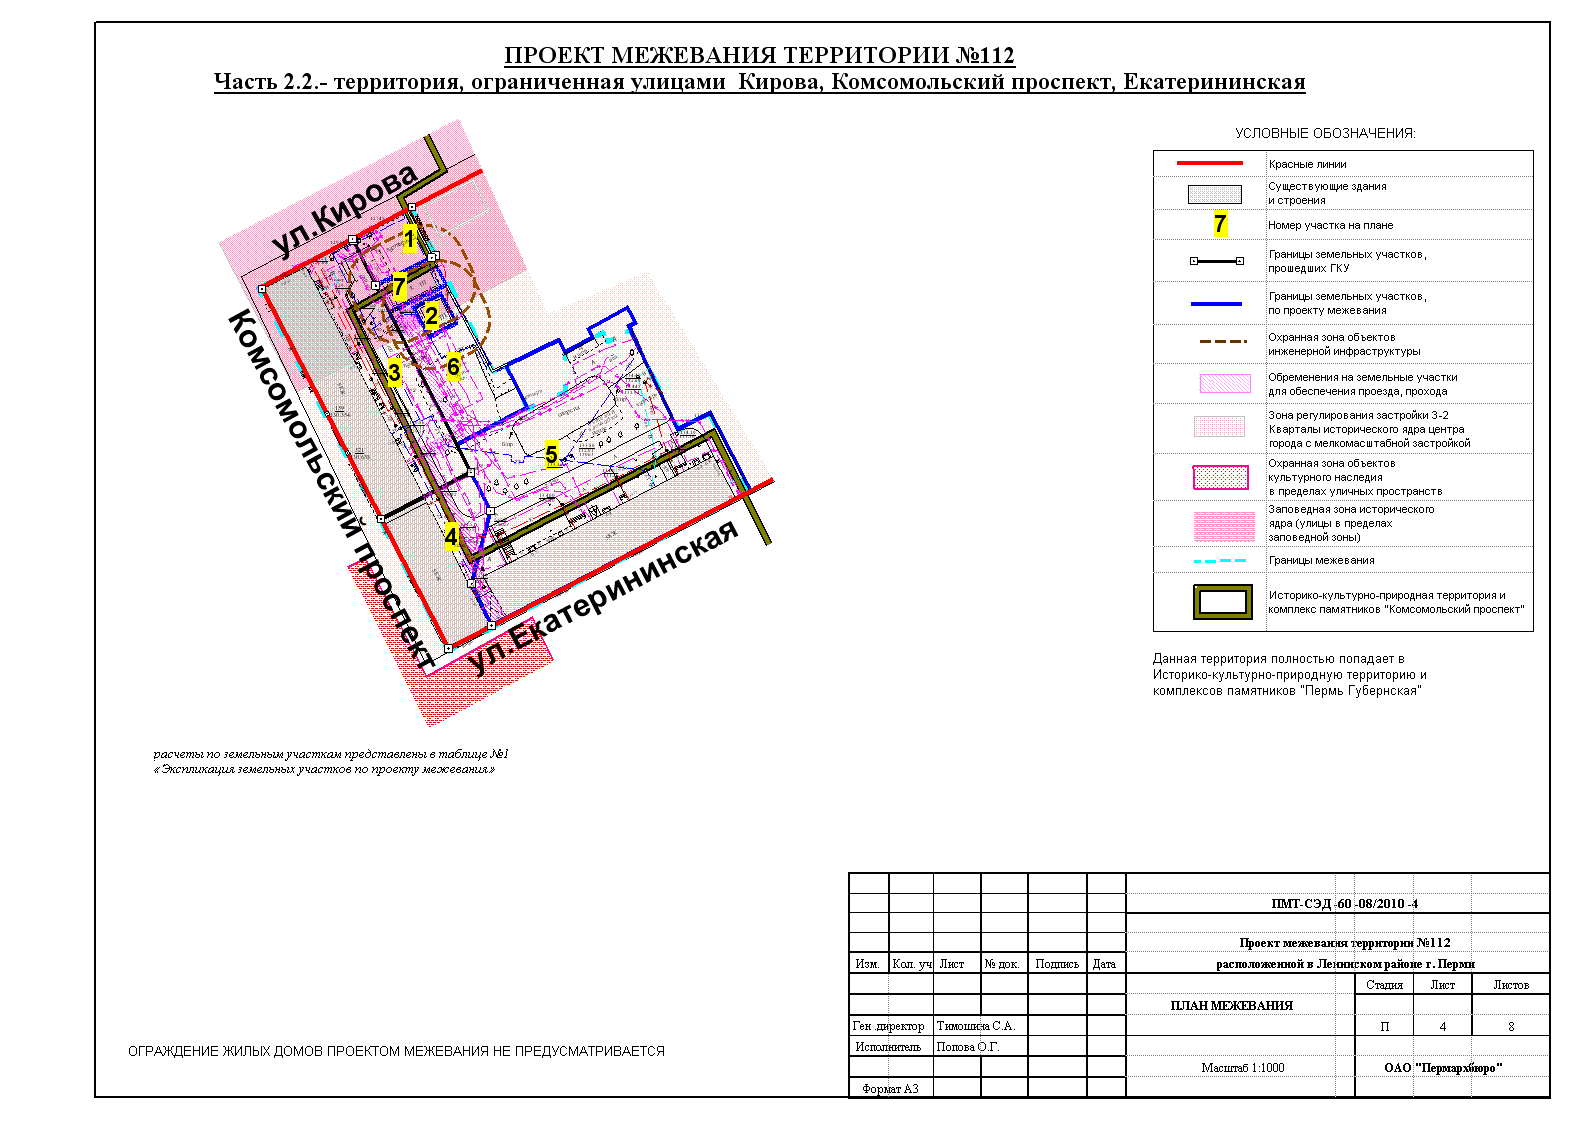 ПРОЕКТ МЕЖЕВАНИЯ ТЕРРИТОРИИ №112
Часть 2.2.- территория, ограниченная улицами Кирова, Комсомольский проспект, Екатерининская
УСЛОВНЫЕ ОБОЗНАЧЕНИЯ:
Красные линии
Существующие здания
и строения
7
Номер участка на плане
Границы земельных участков,
прошедших ГКУ
Границы земельных участков,
по проекту межевания
Охранная зона объектов
инженерной инфраструктуры
Обременения на земельные участки
для обеспечения проезда, прохода
Зона регулирования застройки З-2
Кварталы исторического ядра центра
города с мелкомасштабной застройкой
Охранная зона объектов
культурного наследия
в пределах уличных пространств
Заповедная зона исторического
ядра (улицы в пределах
заповедной зоны)
Границы межевания
Историко-культурно-природная территория и
комплекс памятников "Комсомольский проспект"
Данная территория полностью попадает в
Историко-культурно-природную территорию и
комплексов памятников "Пермь Губернская"
ул.Кирова
Комсомольский проспект
ул.Екатерининская
1
7
2
3
6
5
4
расчеты по земельным участкам представлены в таблице №1
«Экспликация земельных участков по проекту межевания»
ОГРАЖДЕНИЕ ЖИЛЫХ ДОМОВ ПРОЕКТОМ МЕЖЕВАНИЯ НЕ ПРЕДУСМАТРИВАЕТСЯ
ПМТ-СЭД -60 -08/2010 -4
Проект межевания территории №112
расположенной в Ленинском районе г. Перми
Изм. Кол. уч Лист № док. Подпись Дата
Стадия Лист Листов
ПЛАН МЕЖЕВАНИЯ
П 4 8
Ген .директор Тимошина С.А.
Исполнитель Попова О.Г.
Масштаб 1:1000
ОАО "Пермархбюро"
Формат А3